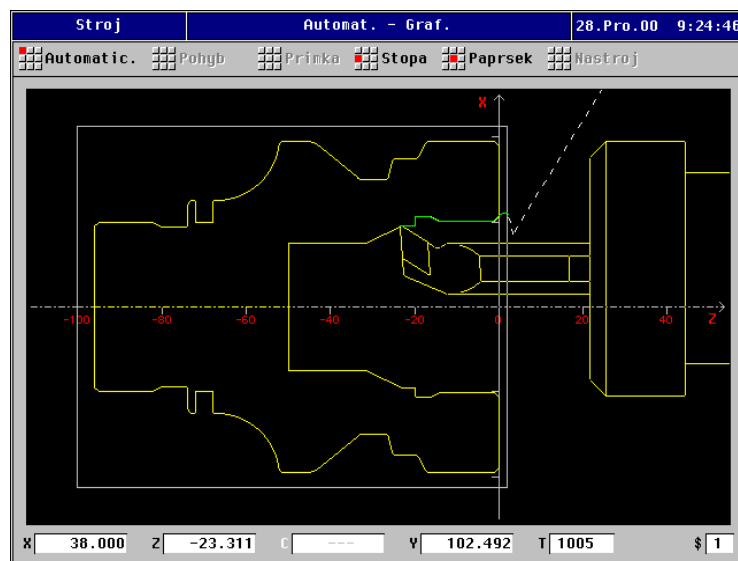 Stroj Automat. - Graf. 28.Pro.00 9:24:46
Automatic. Pohyb Primka Stopa Paprsek Nastroj
X
-100 -80 -60 -40 -20 0 20 40 Z
X 38.000 Z -23.311 C --- Y 102.492 T 1005 $ 1